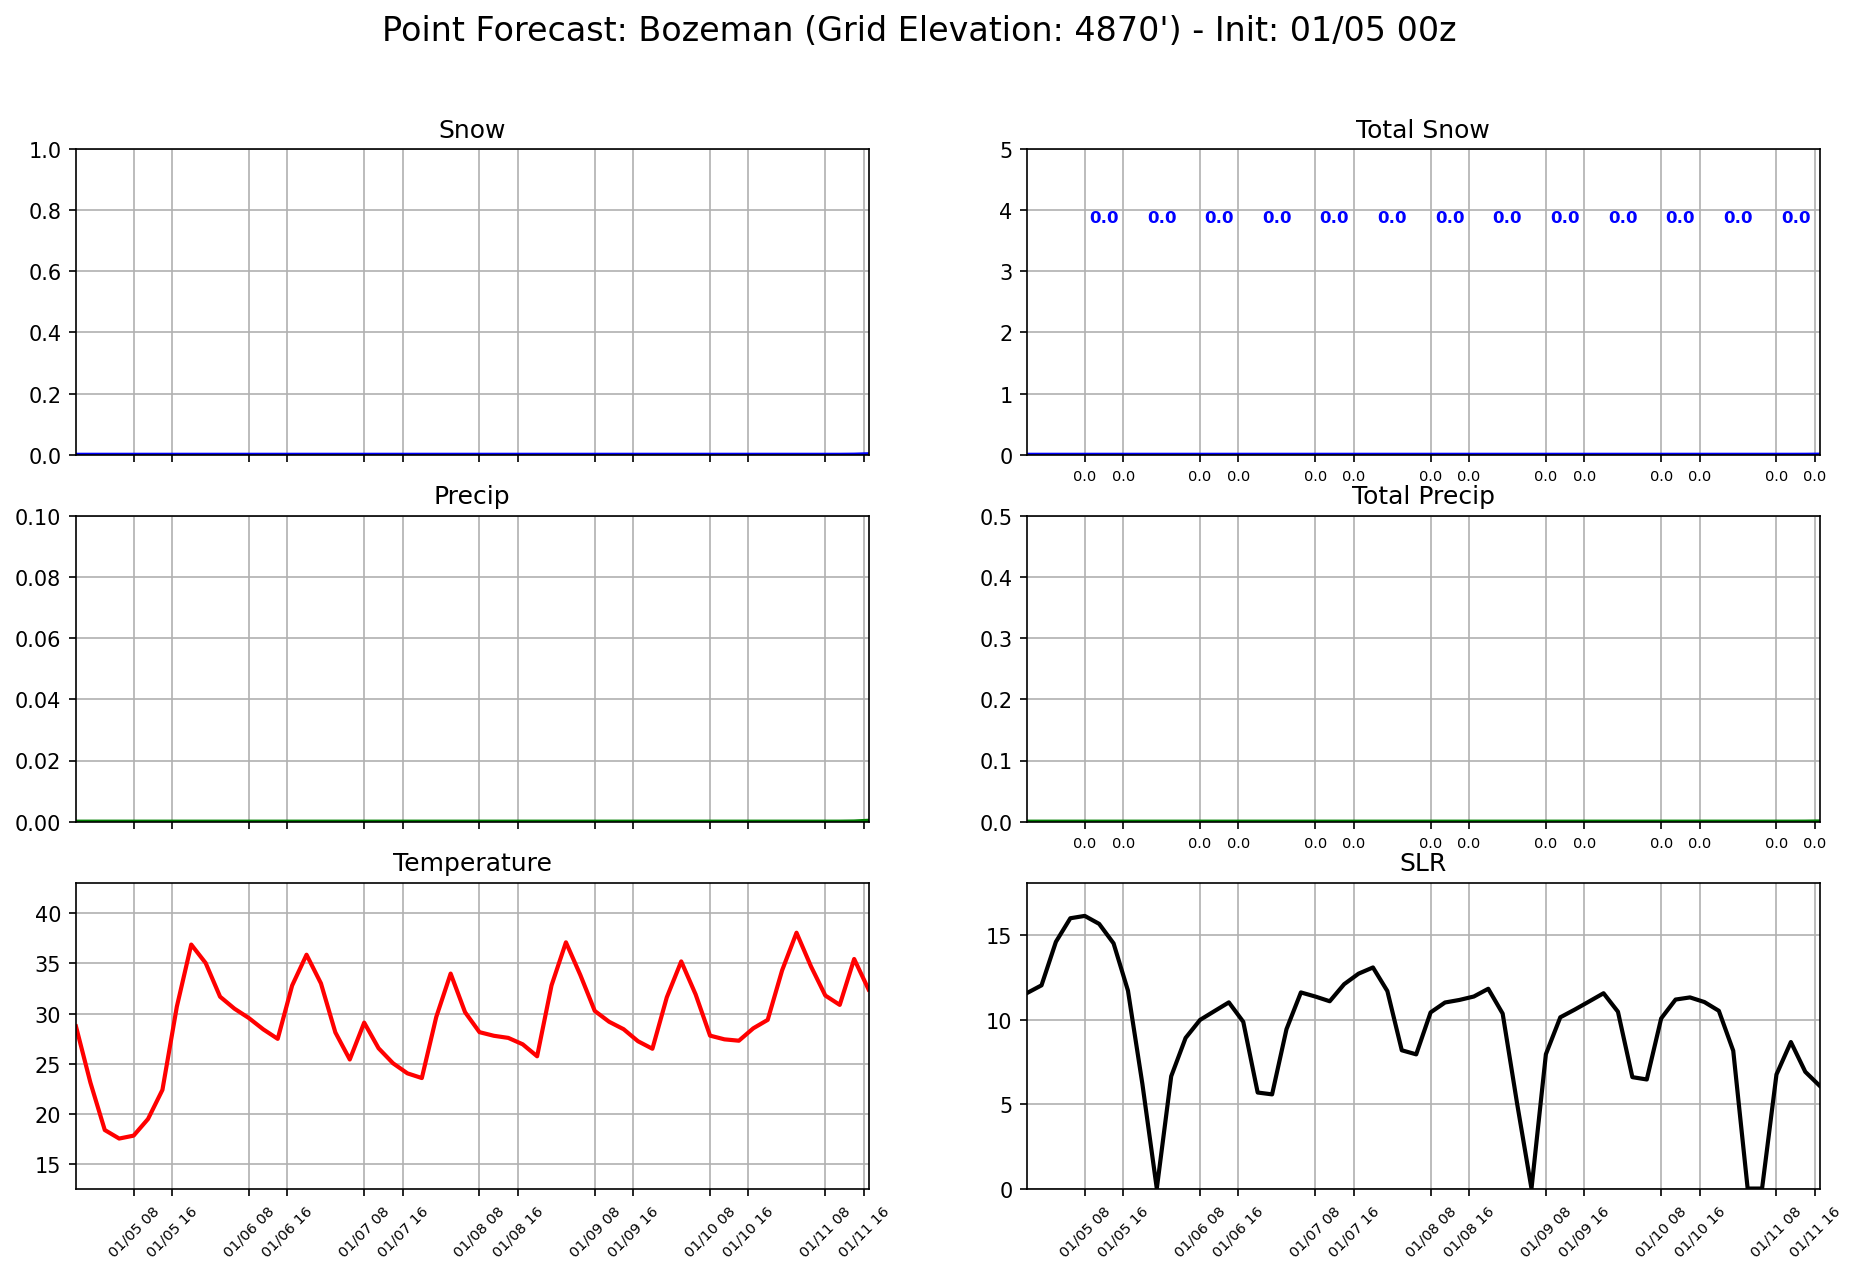 Point Forecast: Bozeman (Grid Elevation: 4870') - Init: 01/05 00z
Snow
1.0
0.8
0.6
0.4
0.2
0.0
Total Snow
5
4
3
2
1
0
0.0 0.0 0.0 0.0 0.0 0.0 0.0 0.0 0.0 0.0 0.0 0.0 0.0
0.0 0.0 0.0 0.0 0.0 0.0 0.0 0.0 0.0 0.0 0.0 0.0 0.0 0.0
Precip
0.10
0.08
0.06
0.04
0.02
0.00
Total Precip
0.5
0.4
0.3
0.2
0.1
0.0
0.0 0.0 0.0 0.0 0.0 0.0 0.0 0.0 0.0 0.0 0.0 0.0 0.0 0.0
Temperature
40
35
30
25
20
15
01/05 08 01/05 16 01/06 08 01/06 16 01/07 08 01/07 16 01/08 08 01/08 16 01/09 08 01/09 16 01/10 08 01/10 16 01/11 08 01/11 16
SLR
15
10
5
0
01/05 08 01/05 16 01/06 08 01/06 16 01/07 08 01/07 16 01/08 08 01/08 16 01/09 08 01/09 16 01/10 08 01/10 16 01/11 08 01/11 16